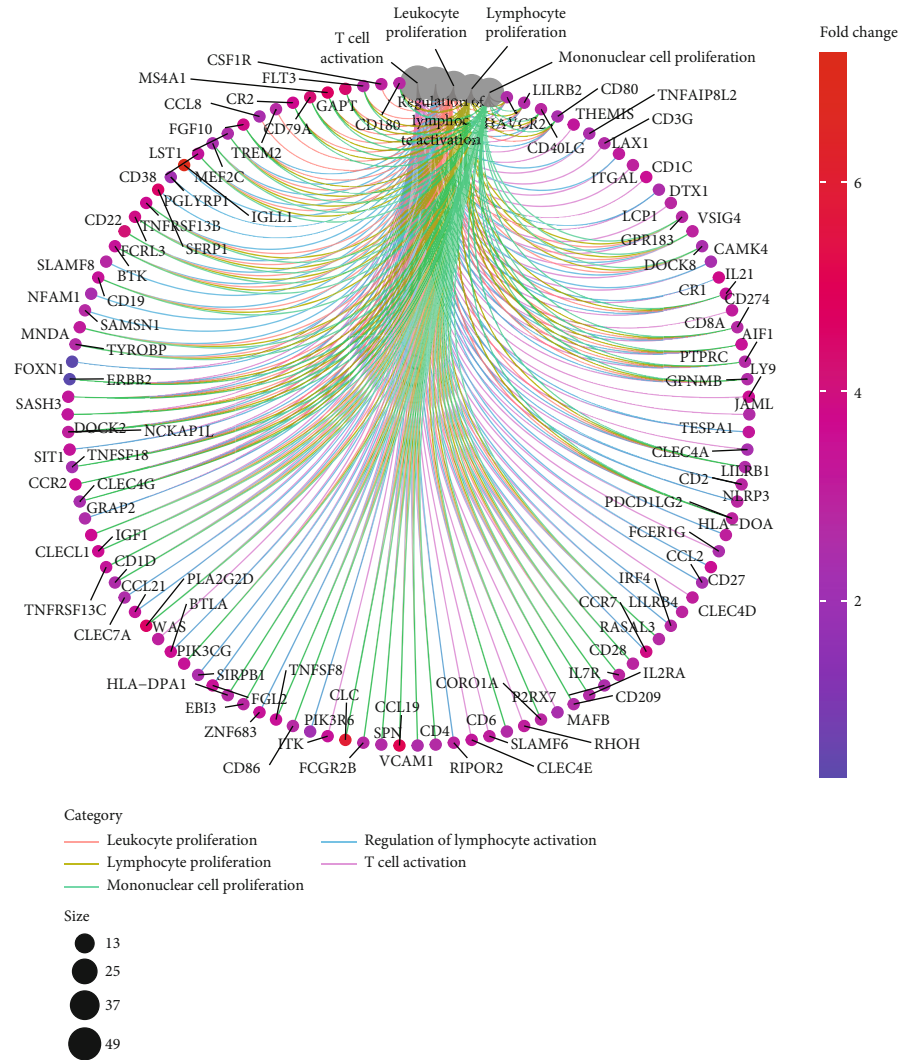 Leukocyte
proliferation
Lymphocyte
proliferation
T cell
activation
Mononuclear cell proliferation
Regulation of
lymphoc
te activation
Fold change
6
4
2
CSF1R
MS4A1
FLT3
CCL8
CR2
GAPT
CD79A
CD180
FGF10
TREM2
LST1
MEF2C
CD38
PGLYRP1
IGLL1
CD22
TNFRSF13B
SFRP1
FCRL3
SLAMF8
BTK
NFAM1
CD19
SAMSN1
MNDA
TYROBP
FOXN1
ERBB2
SASH3
DOCK2
NCKAP1L
SIT1
TNFSF18
CCR2
CLEC4G
GRAP2
IGF1
CLECL1
CD1D
CCL21
PLA2G2D
TNFRSF13C
BTLA
CLEC7A
WAS
PIK3CG
SIRPB1
HLA−DPA1
TNFSF8
FGL2
EBI3
ZNF683
PIK3R6
CLC
CCL19
ITK
SPN
CD4
CD86
FCGR2B
VCAM1
RIPOR2
CD6
CLEC4E
SLAMF6
RHOH
CORO1A
P2RX7
MAFB
CD209
IL7R
IL2RA
CD28
RASAL3
CCR7
LILRB4
IRF4
CLEC4D
CD27
CCL2
FCER1G
HLA−DOA
PDCD1LG2
NLRP3
CD2
LILRB1
CLEC4A
TESPA1
JAML
LY9
GPNMB
PTPRC
AIF1
CD8A
CD274
CR1
IL21
DOCK8
CAMK4
GPR183
VSIG4
LCP1
DTX1
ITGAL
CD1C
LAX1
CD3G
CD40LG
THEMIS
TNFAIP8L2
CD80
HAVCR2
LILRB2
Category
Leukocyte proliferation
Lymphocyte proliferation
Mononuclear cell proliferation
Regulation of lymphocyte activation
T cell activation
Size
13
25
37
49